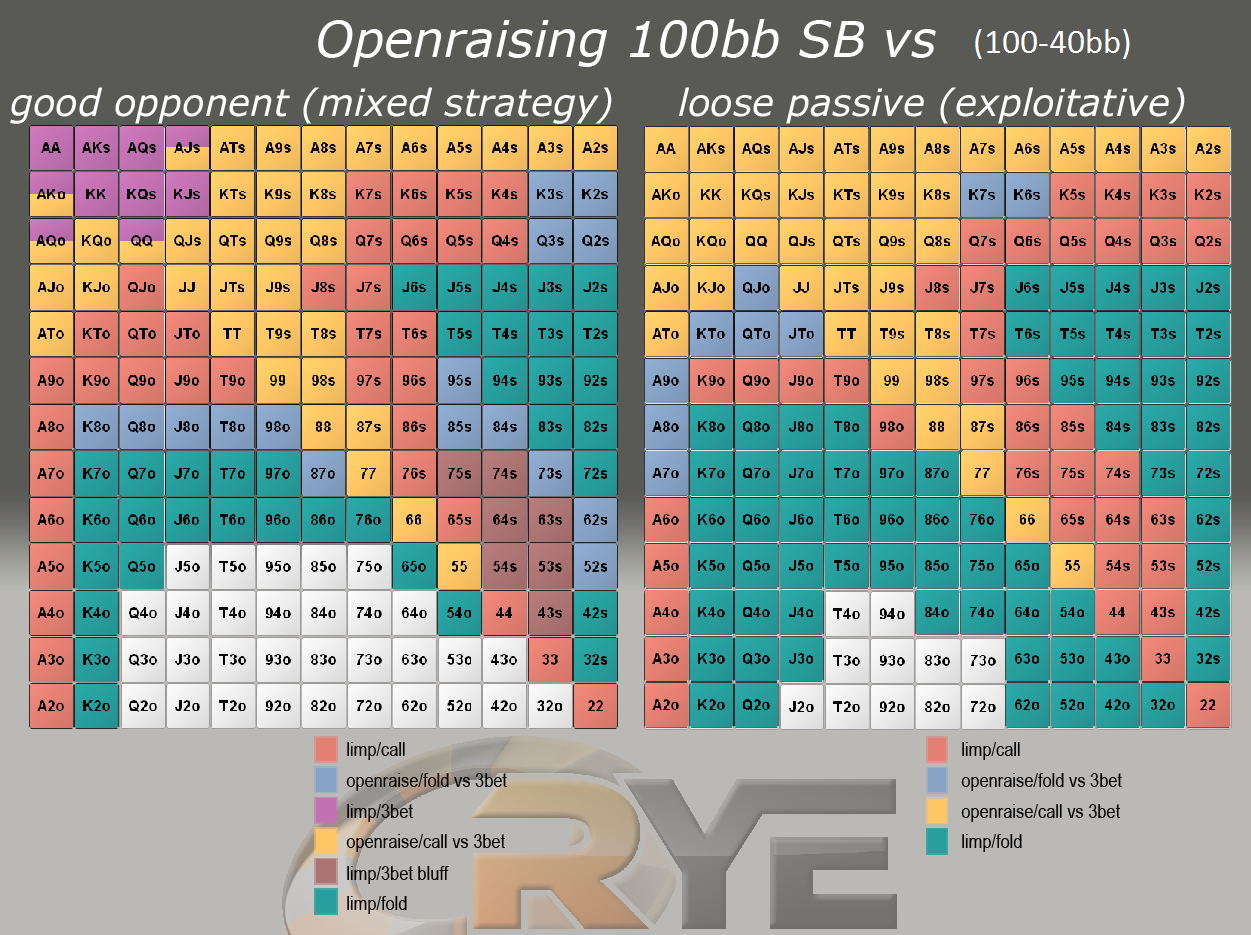 Openraising 100bb SB vs (100-40bb)
good opponent (mixed strategy) loose passive (exploitative)
AA AKs AQs AJs ATs A9s A8s A7s A6s A5s A4s A3s A2s AA AKs AQs AJs ATs A9s A8s A7s A6s A5s A4s A3s A2s
AKo KK KQs KJs KTs K9s K8s K7s K6s K5s K4s K3s K2s AKo KK KQs KJs KTs K9s K8s K7s K6s K5s K4s K3s K2s
AQo KQo QQ QJs QTs Q9s Q8s Q7s Q6s Q5s Q4s Q3s Q2s AQo KQo QQ QJs QTs Q9s Q8s Q7s Q6s Q5s Q4s Q3s Q2s
AJo KJo QJo JJ JTs J9s J8s J7s J6s J5s J4s J3s J2s AJo KJo QJo JJ JTs J9s J8s J7s J6s J5s J4s J3s J2s
ATo KTo QTo JTo TT T9s T8s T7s T6s T5s T4s T3s T2s ATo KTo QTo JTo TT T9s T8s T7s T6s T5s T4s T3s T2s
A9o K9o Q9o J9o T9o 99 98s 97s 96s 95s 94s 93s 92s A9o K9o Q9o J9o T9o 99 98s 97s 96s 95s 94s 93s 92s
A8o K8o Q8o J8o T8o 98o 88 87s 86s 85s 84s 83s 82s A8o K8o Q8o J8o T8o 98o 88 87s 86s 85s 84s 83s 82s
A7o K7o Q7o J7o T7o 97o 87o 77 76s 75s 74s 73s 72s A7o K7o Q7o J7o T7o 97o 87o 77 76s 75s 74s 73s 72s
A6o K6o Q6o J6o T6o 96o 86o 76o 66 65s 64s 63s 62s A6o K6o Q6o J6o T6o 96o 86o 76o 66 65s 64s 63s 62s
A5o K5o Q5o J5o T5o 95o 85o 75o 65o 55 54s 53s 52s A5o K5o Q5o J5o T5o 95o 85o 75o 65o 55 54s 53s 52s
A4o K4o Q4o J4o T4o 94o 84o 74o 64o 54o 44 43s 42s A4o K4o Q4o J4o T4o 94o 84o 74o 64o 54o 44 43s 42s
A3o K3o Q3o J3o T3o 93o 83o 73o 63o 53o 43o 33 32s A3o K3o Q3o J3o T3o 93o 83o 73o 63o 53o 43o 33 32s
A2o K2o Q2o J2o T2o 92o 82o 72o 62o 52o 42o 32o 22 A2o K2o Q2o J2o T2o 92o 82o 72o 62o 52o 42o 32o 22
limp/call limp/call
openraise/fold vs 3bet openraise/fold vs 3bet
limp/3bet openraise/call vs 3bet
openraise/call vs 3bet limp/fold
limp/3bet bluff
limp/fold
RYE